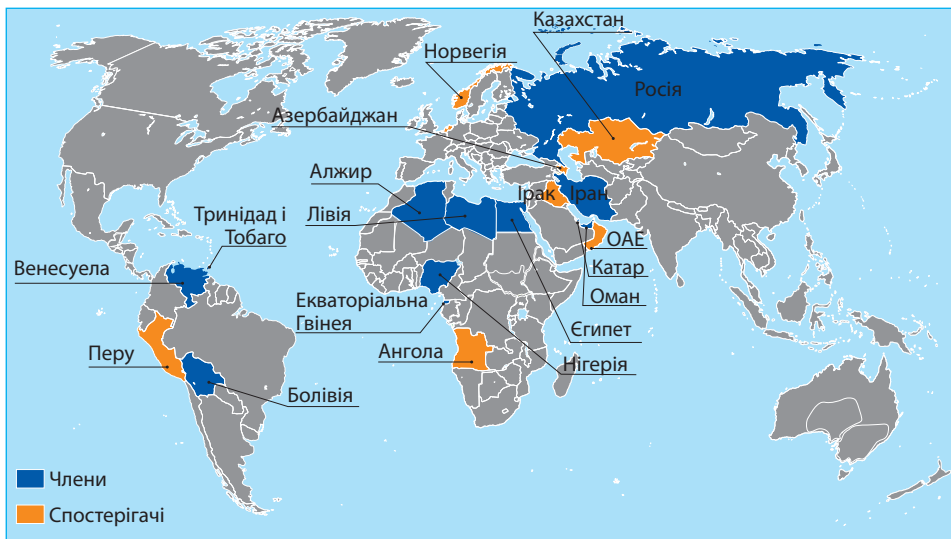 Казахстан
Норвегія
Росія
Азербайджан
Алжир
Ірак
Іран
Тринідад і
Тобаго
Лівія
ОАЕ
Венесуела
Катар
Екваторіальна
Гвінея
Оман
Єгипет
Перу
Ангола
Нігерія
Болівія
Члени
Спостерігачі